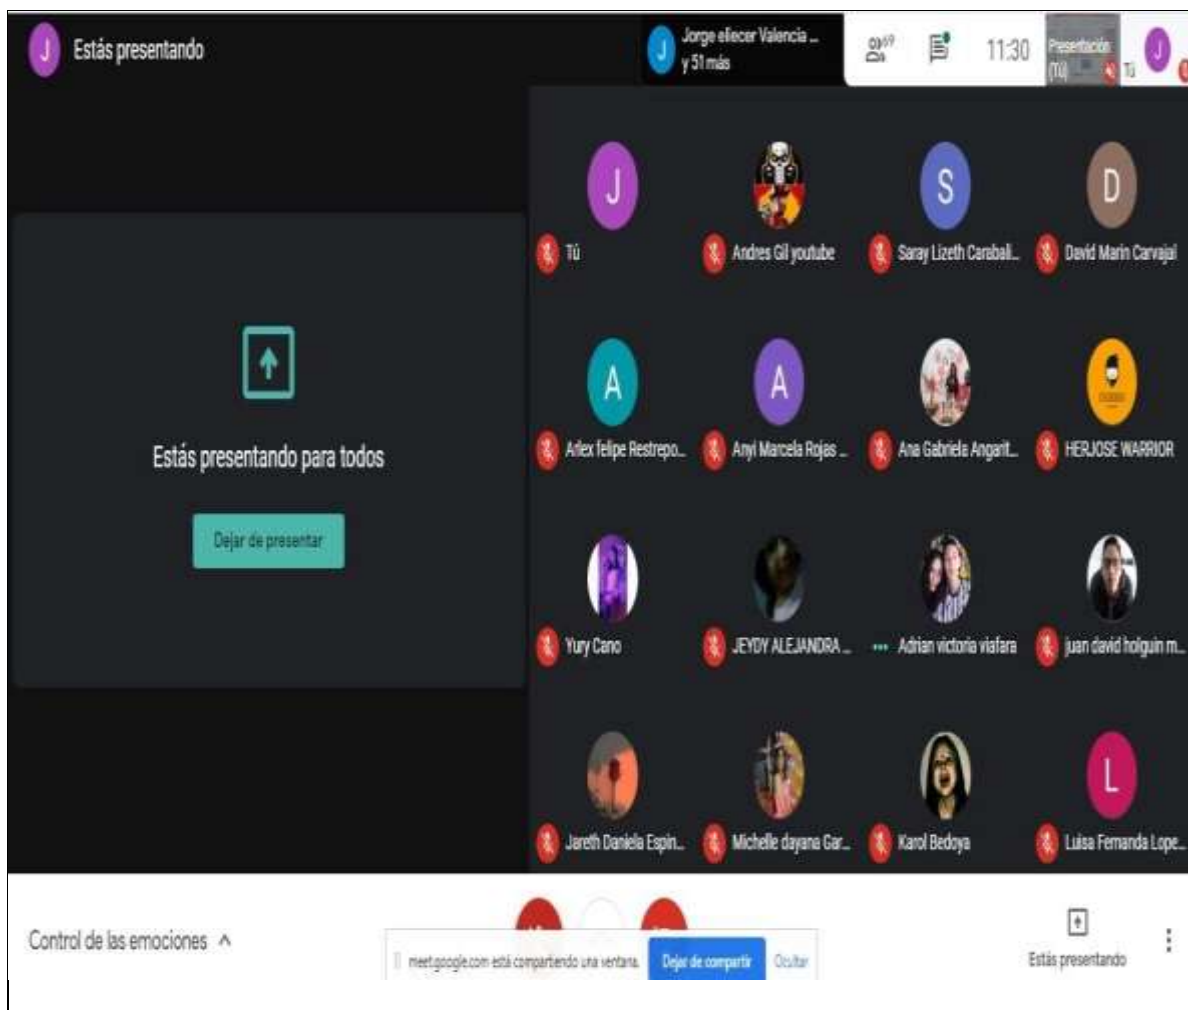 J
Estás presentando
J
Jorge eliecer Valencia ...
y 51 más
69
11:30
Presentación
(Tú)
Tú
J
J
Tú
Andres Gil youtube
S
Saray Lizeth Carabali...
D
David Marin Carvajal
A
Arlex felipe Restrepo...
A
Anyi Marcela Rojas ...
Ana Gabriela Angarit...
HERJOSE WARRIOR
Estás presentando para todos
Dejar de presentar
Yury Cano
JEYDY ALEJANDRA ...
Adrian victoria viafara
juan david holguin m...
Jareth Daniela Espin...
Michelle dayana Gar...
Karol Bedoya
L
Luisa Fernanda Lope...
Control de las emociones
meet.google.com está compartiendo una ventana.
Dejar de compartir
Ocultar
Estás presentando